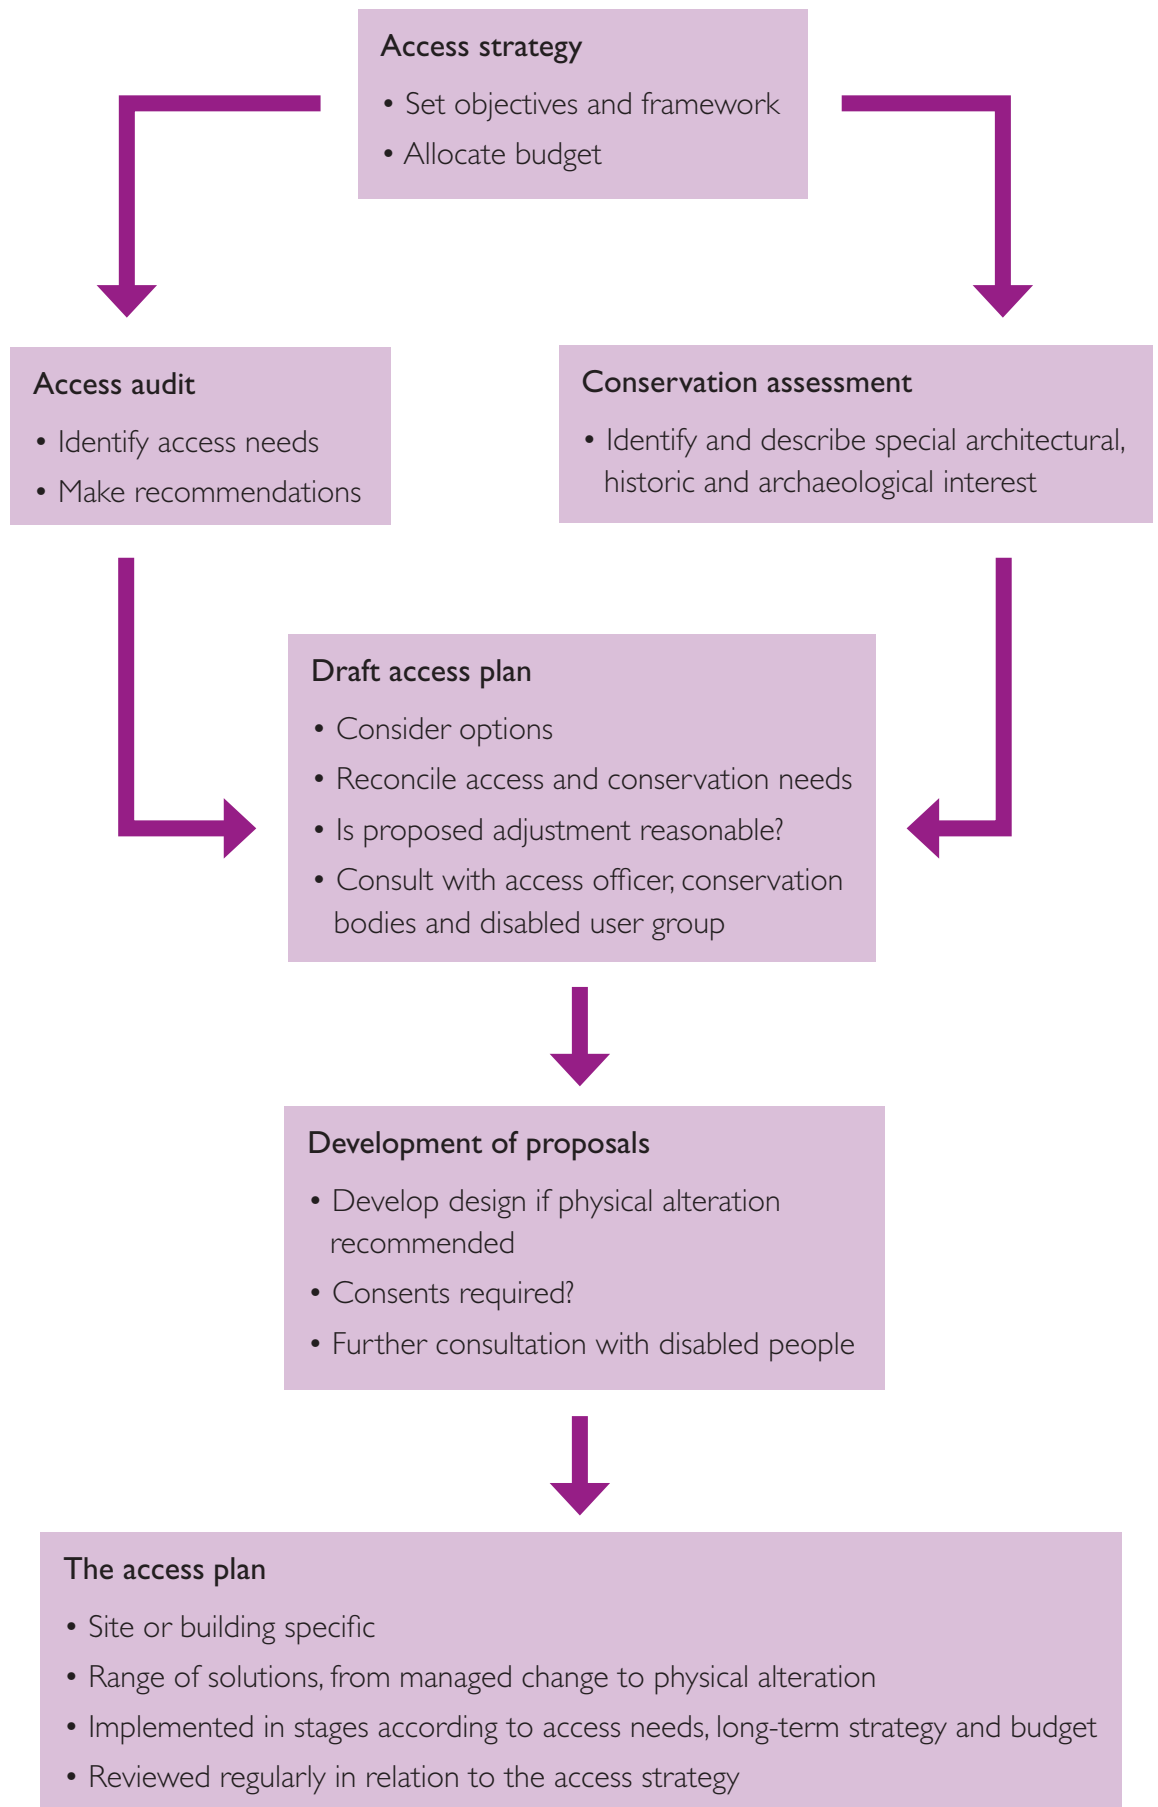 Access strategy
• Set objectives and framework
• Allocate budget
Access audit
• Identify access needs
• Make recommendations
Conservation assessment
• Identify and describe special architectural,
historic and archaeological interest
Draft access plan
• Consider options
• Reconcile access and conservation needs
• Is proposed adjustment reasonable?
• Consult with access officer, conservation
bodies and disabled user group
Development of proposals
• Develop design if physical alteration
recommended
• Consents required?
• Further consultation with disabled people
The access plan
• Site or building specific
• Range of solutions, from managed change to physical alteration
• Implemented in stages according to access needs, long-term strategy and budget
• Reviewed regularly in relation to the access strategy